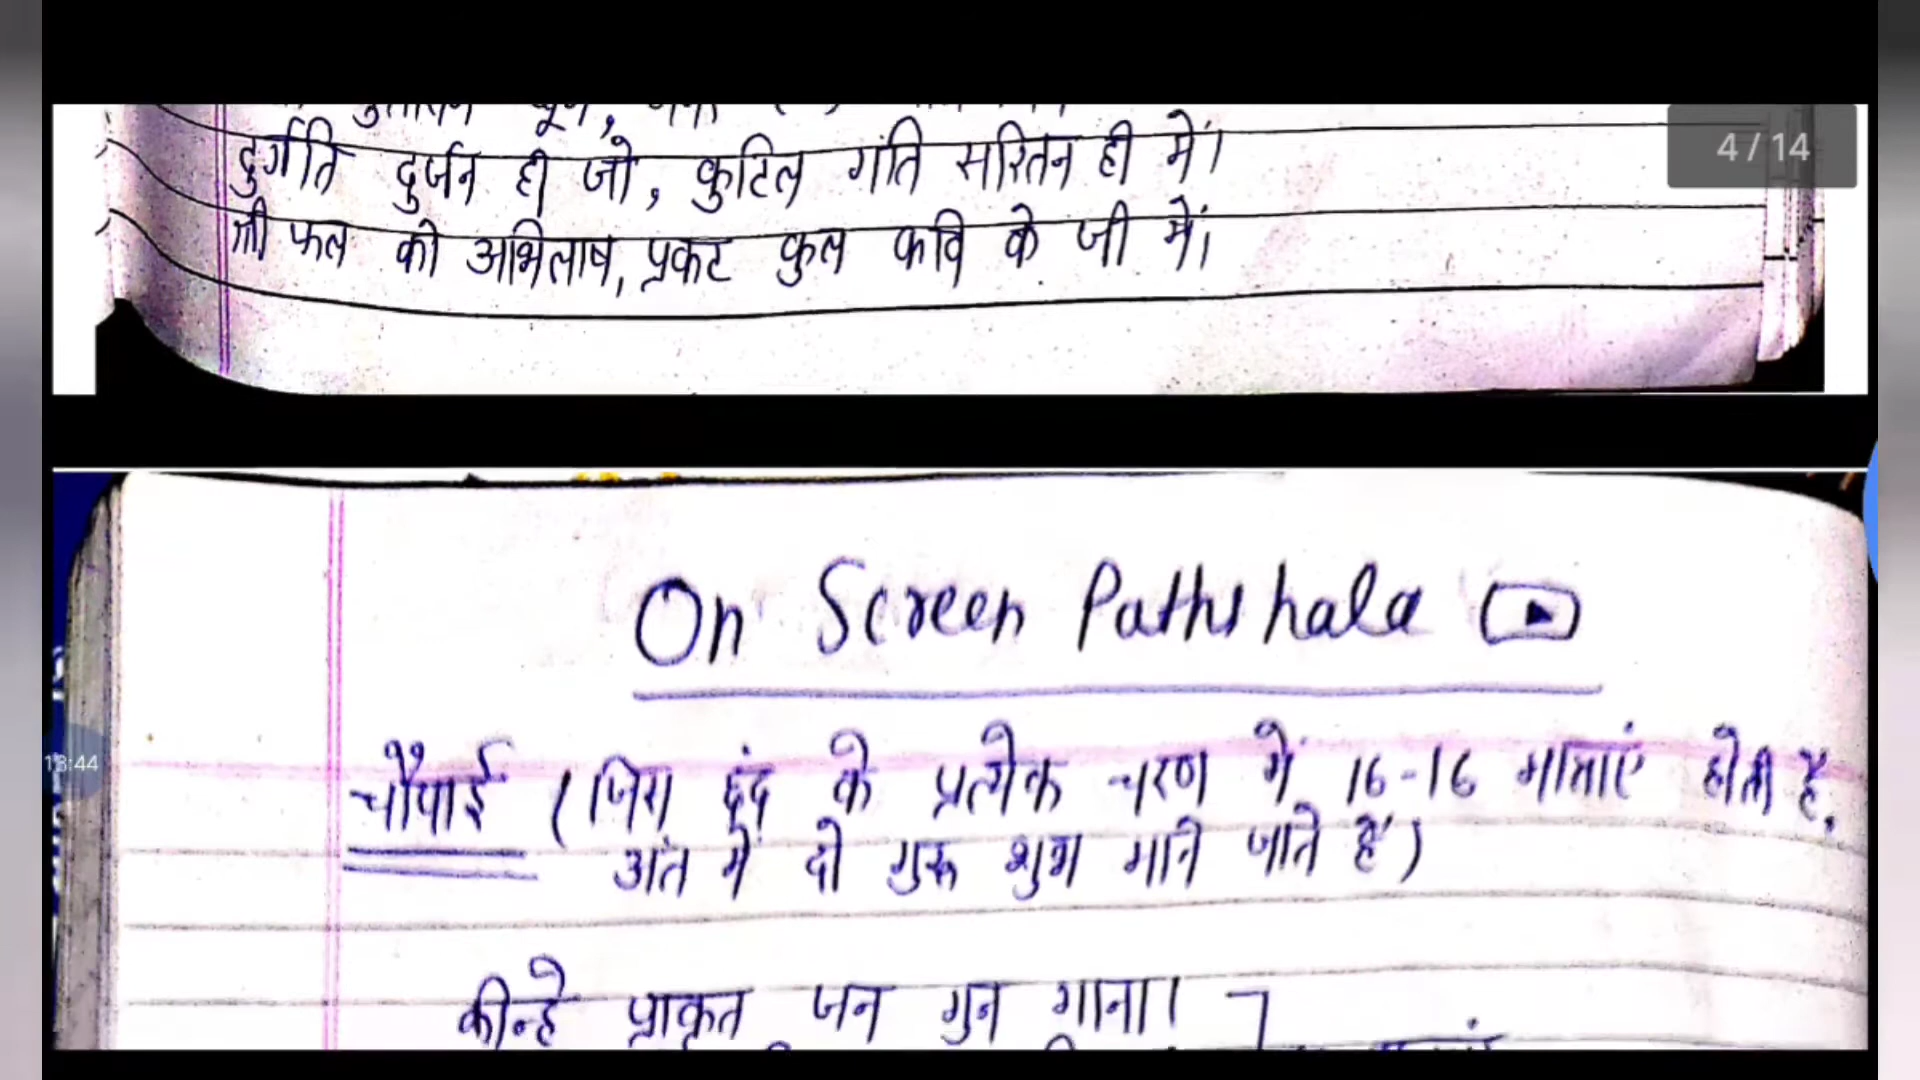 दुर्गति दुर्जन ही जो, कुटिल गति सरितन ही में।
श्री फल को अभिलाष, प्रकट कुल कवि के जी में।
4 / 14
On Screen Pathshala
13:44
चौपाई (जिस छंद के प्रत्येक चरण में 16-16 मात्राएं होती है,
अंत में दो गुरू शुभ माने जाते हैं)
कीन्हे प्राकृत जन गुन गाना।